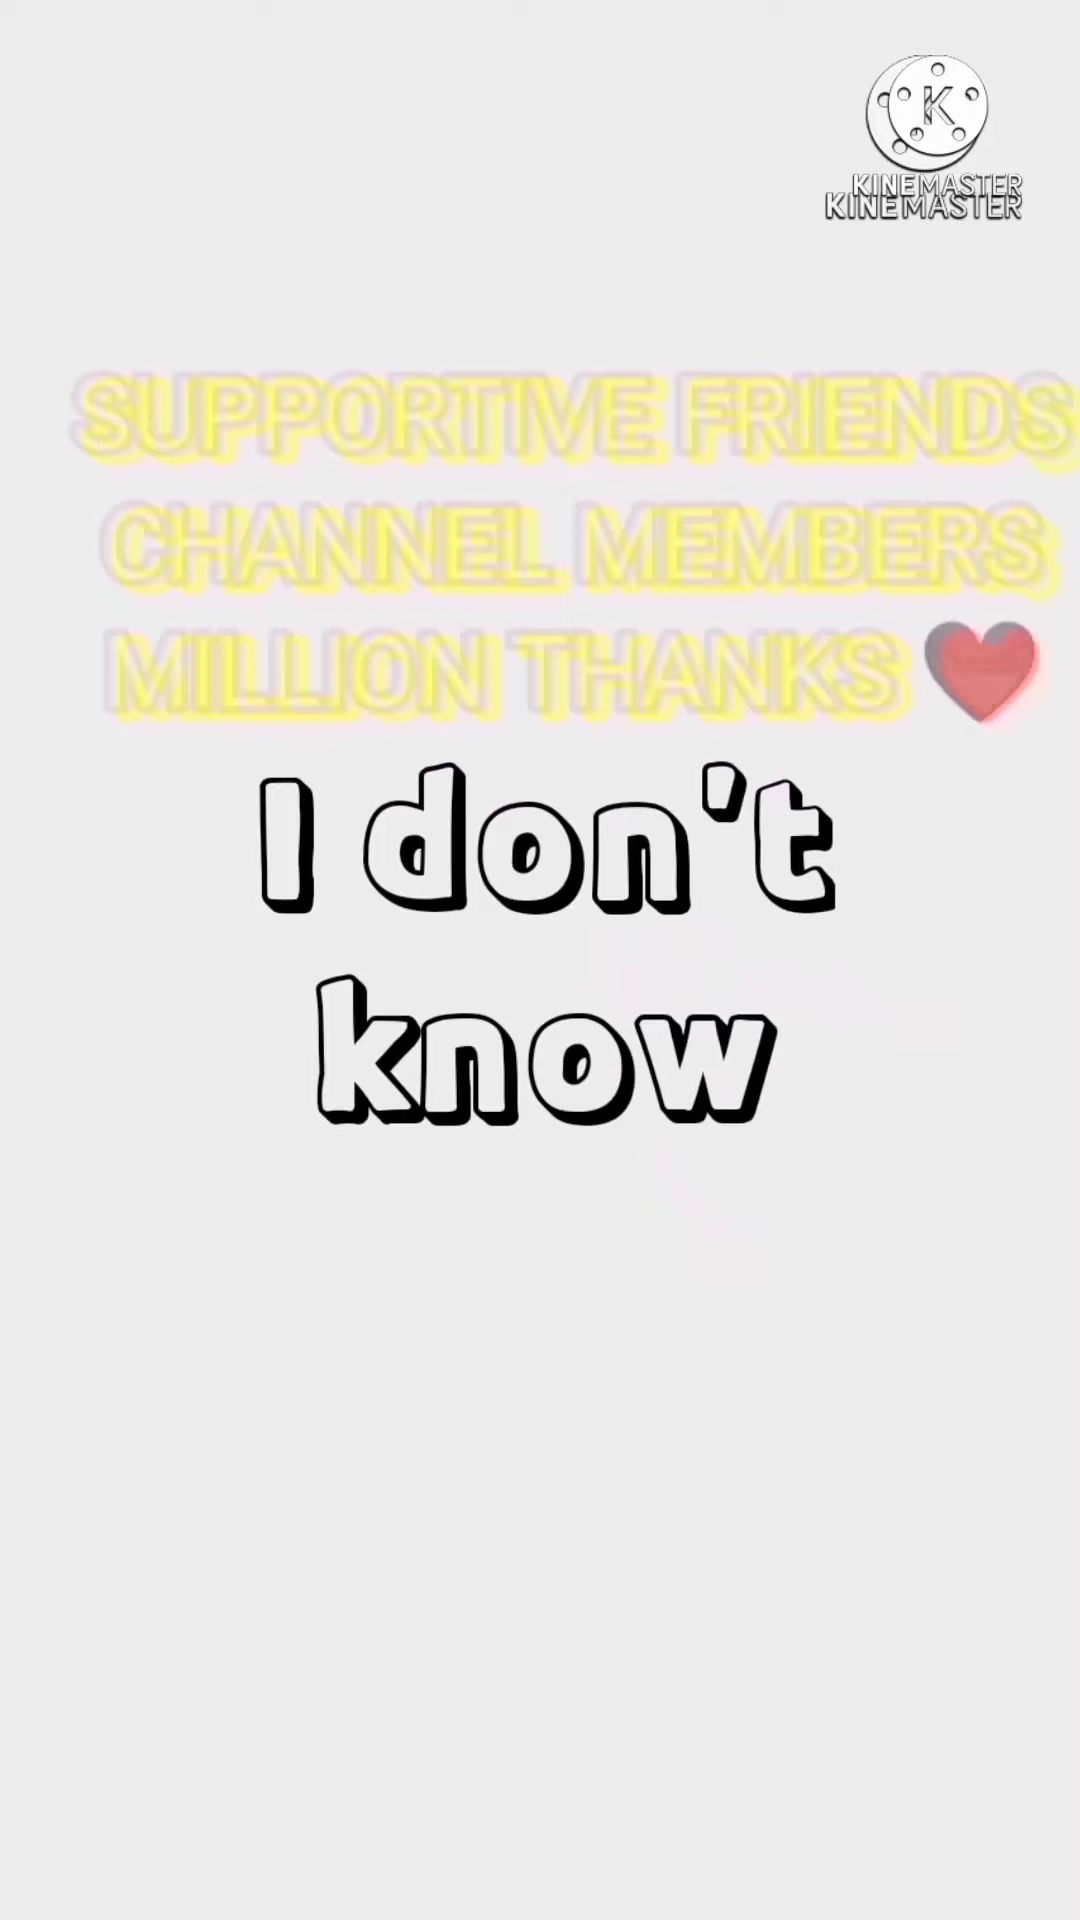 KINEMASTER
KINEMASTER
SUPPORTIVE FRIENDS
CHANNEL MEMBERS
MILLION THANKS ❤
I don't
know